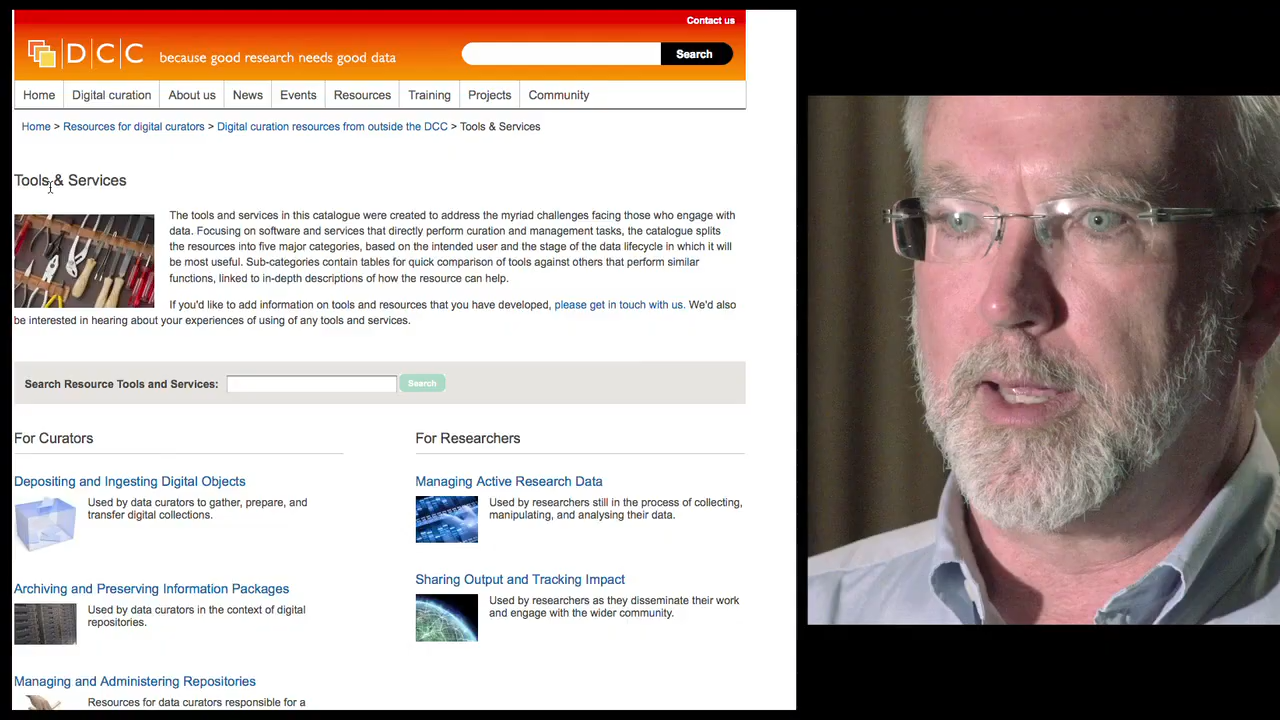 Contact us
DCC because good research needs good data
Search
Home Digital curation About us News Events Resources Training Projects Community
Home > Resources for digital curators > Digital curation resources from outside the DCC > Tools & Services
Tools & Services
The tools and services in this catalogue were created to address the myriad challenges facing those who engage with
data. Focusing on software and services that directly perform curation and management tasks, the catalogue splits
the resources into five major categories, based on the intended user and the stage of the data lifecycle in which it will
be most useful. Sub-categories contain tables for quick comparison of tools against others that perform similar
functions, linked to in-depth descriptions of how the resource can help.
If you'd like to add information on tools and resources that you have developed, please get in touch with us. We'd also
be interested in hearing about your experiences of using of any tools and services.
Search Resource Tools and Services: Search
For Curators
Depositing and Ingesting Digital Objects
Used by data curators to gather, prepare, and
transfer digital collections.
Archiving and Preserving Information Packages
Used by data curators in the context of digital
repositories.
Managing and Administering Repositories
Resources for data curators responsible for a
For Researchers
Managing Active Research Data
Used by researchers still in the process of collecting,
manipulating, and analysing their data.
Sharing Output and Tracking Impact
Used by researchers as they disseminate their work
and engage with the wider community.